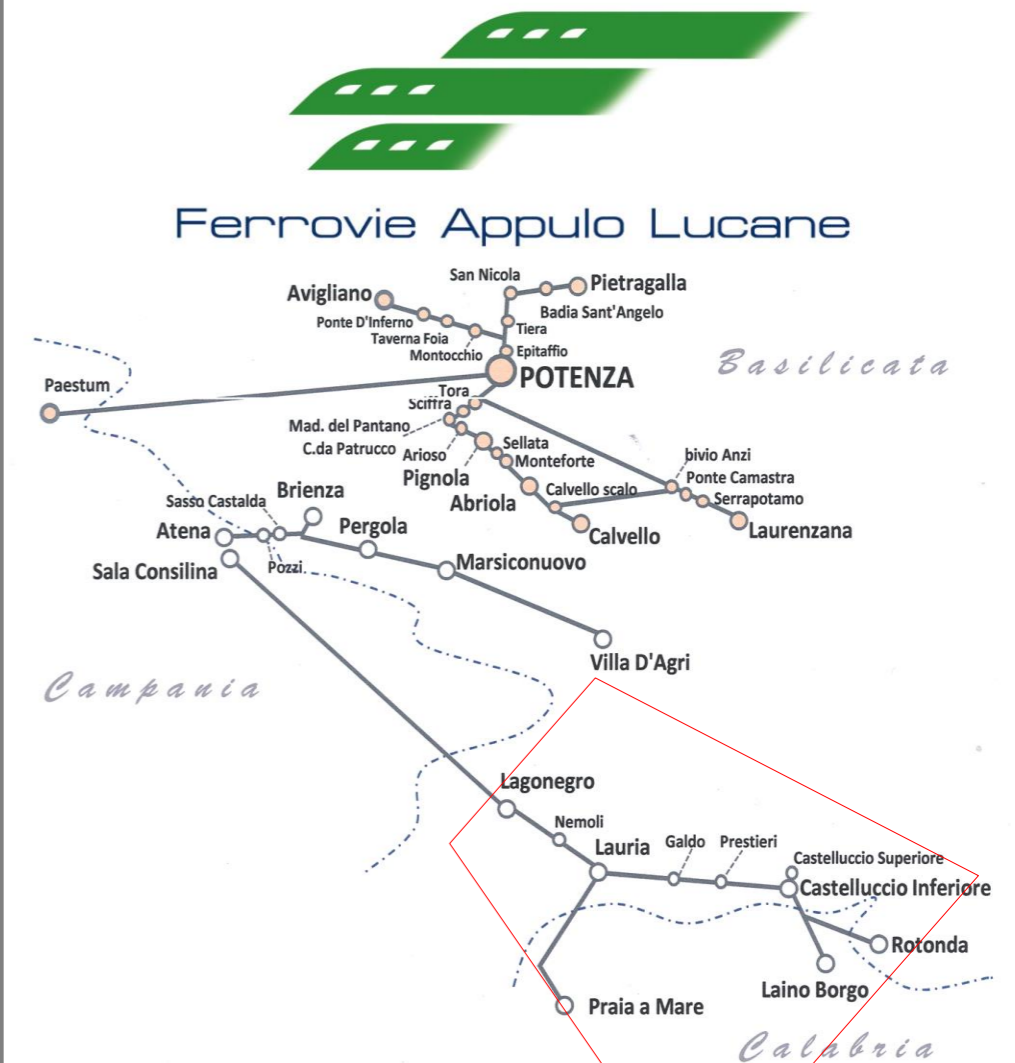 Ferrovie Appulo Lucane
San Nicola
Pietragalla
Avigliano
Badia Sant'Angelo
Ponte D'Inferno
Tiera
Taverna Foia
Montocchio
Epitaffio
Basilicata
POTENZA
Paestum
Tora
Sciffra
Mad. del Pantano
C.da Patrucco
Arioso
Sellata
bivio Anzi
Monteforte
Pignola
Ponte Camastra
Calvello scalo
Brienza
Sasso Castalda
Abriola
Serrapotamo
Pergola
Atena
Calvello
Laurenzana
Pozzi
Marsiconuovo
Sala Consilina
Villa D'Agri
Campania
Lagonegro
Nemoli
Lauria
Galdo
Prestieri
Castelluccio Superiore
Castelluccio Inferiore
Rotonda
Laino Borgo
Praia a Mare
Calabria